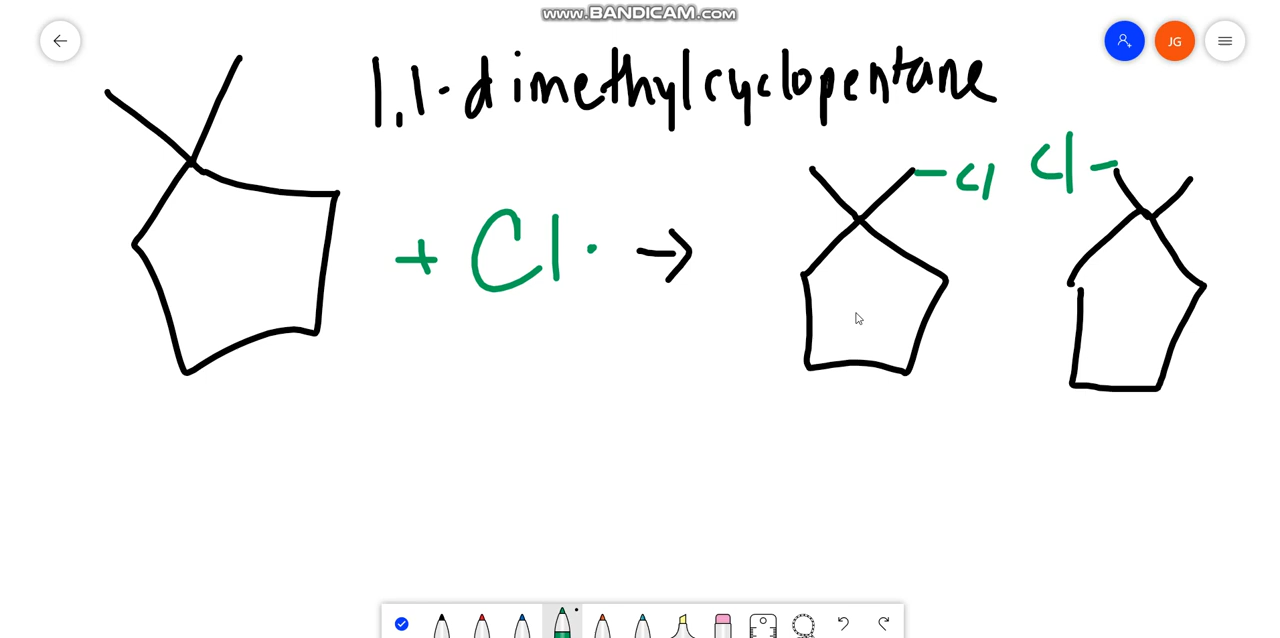 www.BANDICAM.com
JG
1,1-dimethylcyclopentane
Cl
Cl
+ Cl· →